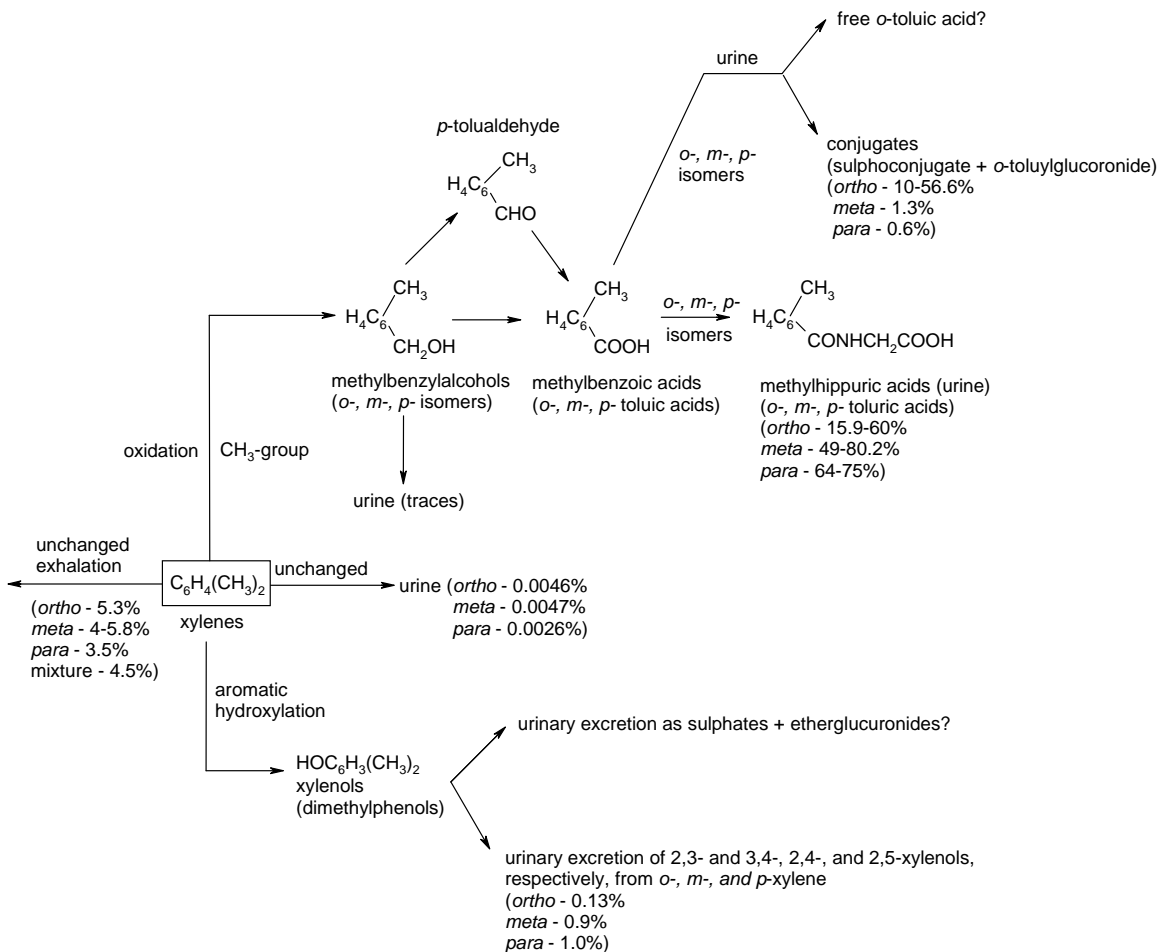 free o-toluic acid?
urine
p-tolualdehyde
CH₃
H₄C₆
CHO
o-, m-, p-
isomers
conjugates
(sulphoconjugate + o-toluylglucoronide)
(ortho - 10-56.6%
meta - 1.3%
para - 0.6%)
CH₃
H₄C₆
CH₂OH
methylbenzylalcohols
(o-, m-, p- isomers)
CH₃
H₄C₆
COOH
methylbenzoic acids
(o-, m-, p- toluic acids)
o-, m-, p-
isomers
CH₃
H₄C₆
CONHCH₂COOH
methylhippuric acids (urine)
(o-, m-, p- toluric acids)
(ortho - 15.9-60%
meta - 49-80.2%
para - 64-75%)
oxidation
CH₃-group
urine (traces)
unchanged
exhalation
(ortho - 5.3%
meta - 4-5.8%
para - 3.5%
mixture - 4.5%)
C₆H₄(CH₃)₂
xylenes
unchanged
urine (ortho - 0.0046%
meta - 0.0047%
para - 0.0026%)
aromatic
hydroxylation
HOC₆H₃(CH₃)₂
xylenols
(dimethylphenols)
urinary excretion as sulphates + etherglucuronides?
urinary excretion of 2,3- and 3,4-, 2,4-, and 2,5-xylenols,
respectively, from o-, m-, and p-xylene
(ortho - 0.13%
meta - 0.9%
para - 1.0%)